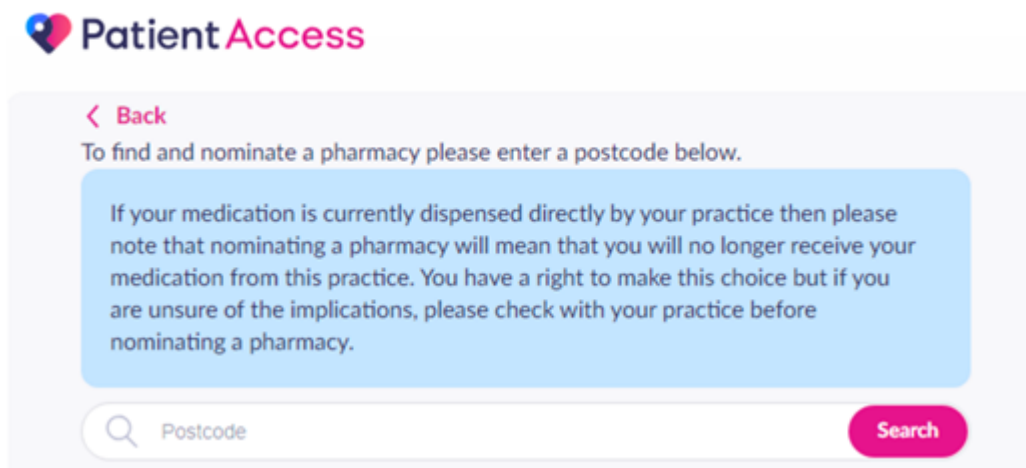 Patient Access
Back
To find and nominate a pharmacy please enter a postcode below.
If your medication is currently dispensed directly by your practice then please
note that nominating a pharmacy will mean that you will no longer receive your
medication from this practice. You have a right to make this choice but if you
are unsure of the implications, please check with your practice before
nominating a pharmacy.
Postcode Search